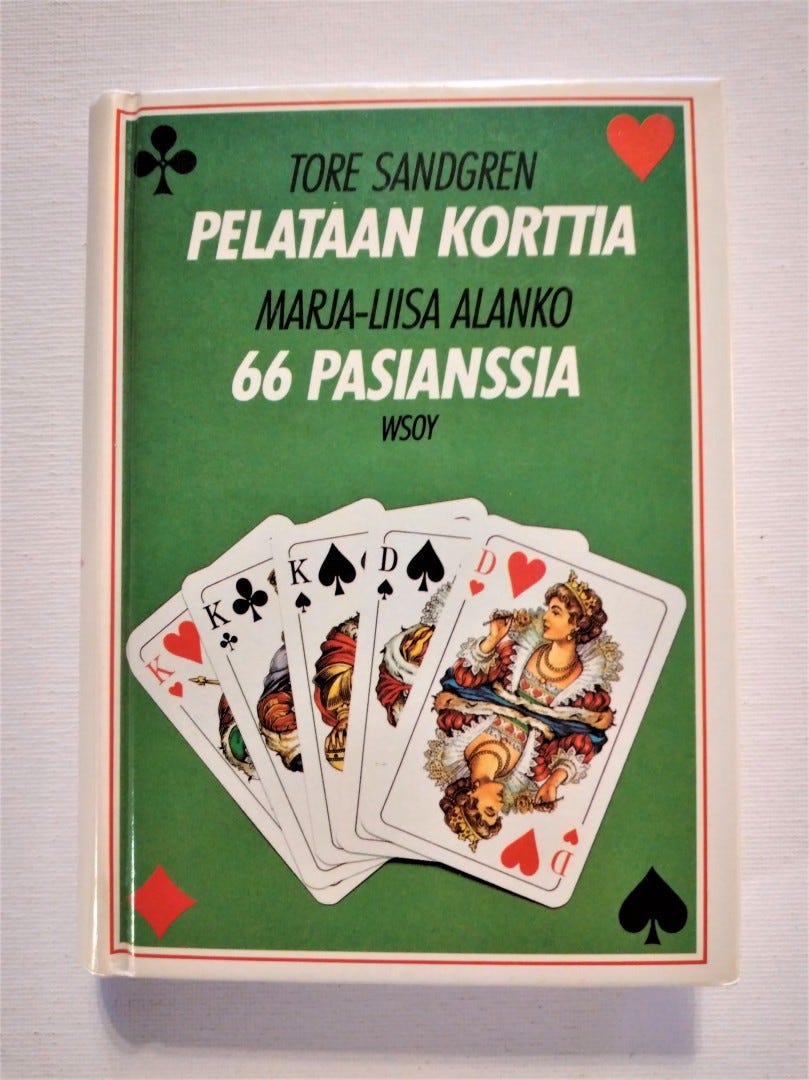 TORE SANDGREN
PELATAAN KORTTIA
MARJA-LIISA ALANKO
66 PASIANSSIA
WSOY
K
K
K
D
D
D